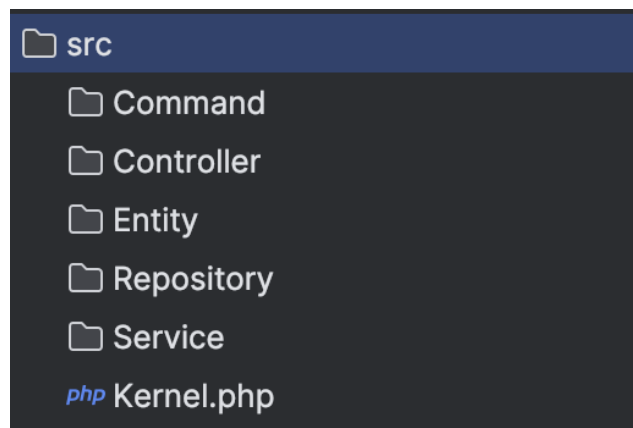 src
Command
Controller
Entity
Repository
Service
php Kernel.php